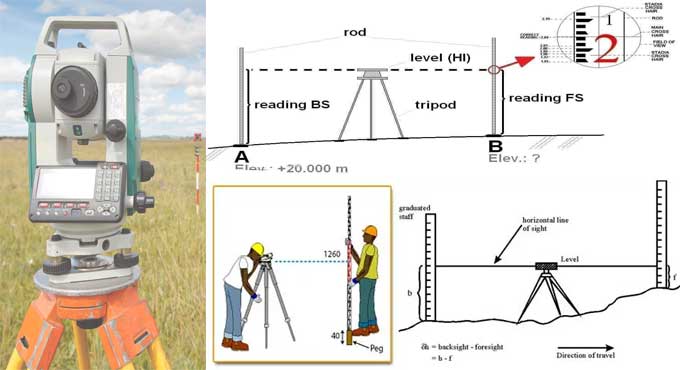 rod
level (HI)
reading BS
tripod
reading FS
A
B
Elev.: +20.000 m
Elev.: ?
STADIA
CROSS
HAIR
ROD
MAIN
CROSS
HAIR
FIELD OF
VIEW
STADIA
CROSS
HAIR
CORRECT
1
2
1260
40
Peg
graduated
staff
horizontal line
of sight
Level
b
f
= backsight - foresight
= b - f
Direction of travel